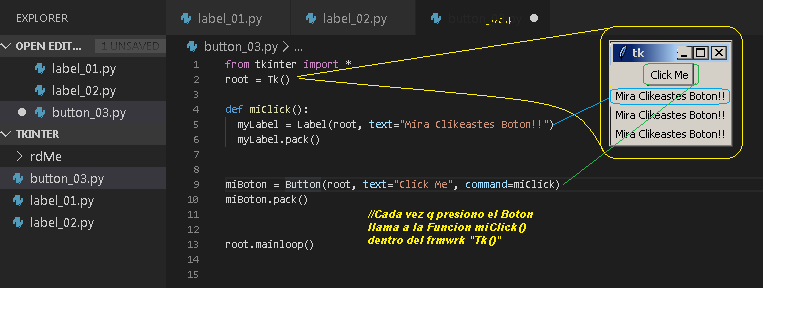 EXPLORER
OPEN EDIT... 1 UNSAVED
label_01.py
label_02.py
button_03.py
TKINTER
rdMe
button_03.py
label_01.py
label_02.py
label_01.py label_02.py
button_03.py > ...
1 from tkinter import *
2 root = Tk()
3
4 def miClick():
5 myLabel = Label(root, text="Mira Clikeastes Boton!!")
6 myLabel.pack()
7
8
9 miBoton = Button(root, text="Click Me", command=miClick)
10 miBoton.pack()
11
12
13 root.mainloop()
14
15
//Cada vez q presiono el Boton
llama a la Funcion miClick()
dentro del frmwrk "Tk()"
tk
Click Me
Mira Clikeastes Boton!!
Mira Clikeastes Boton!!
Mira Clikeastes Boton!!